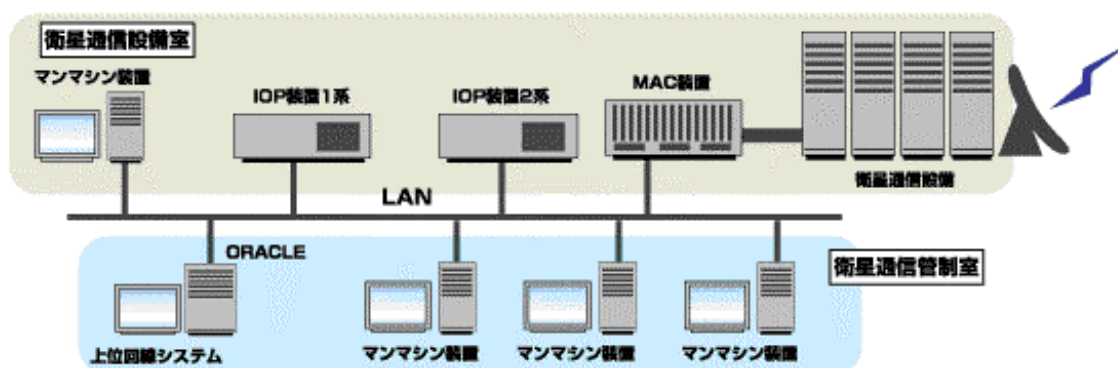 衛星通信設備室
マンマシン装置
IOP装置1系
IOP装置2系
MAC装置
衛星通信設備
LAN
ORACLE
衛星通信管制室
上位回線システム
マンマシン装置
マンマシン装置
マンマシン装置